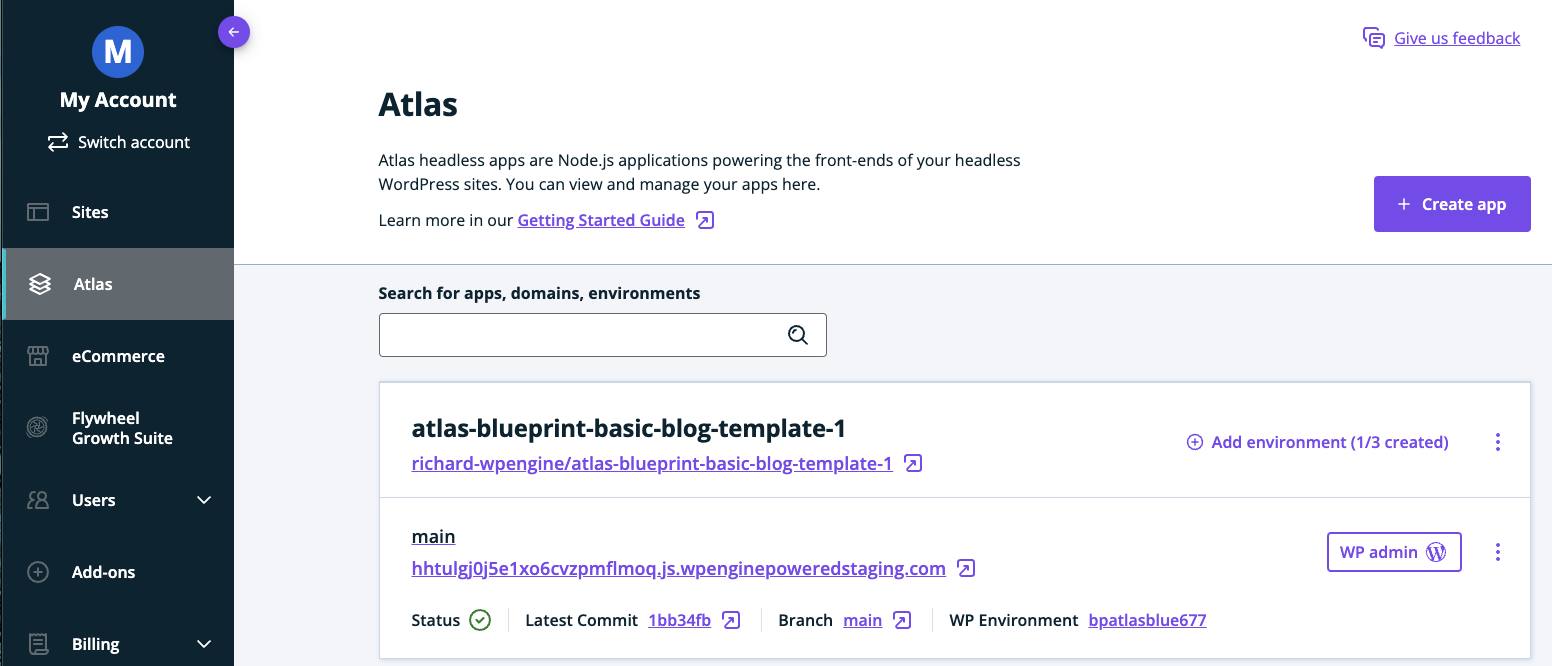 M
My Account
Switch account
Sites
Atlas
eCommerce
Flywheel
Growth Suite
Users
Add-ons
Billing
Give us feedback
Atlas
Atlas headless apps are Node.js applications powering the front-ends of your headless
WordPress sites. You can view and manage your apps here.
Learn more in our Getting Started Guide
+ Create app
Search for apps, domains, environments
atlas-blueprint-basic-blog-template-1
richard-wpengine/atlas-blueprint-basic-blog-template-1
Add environment (1/3 created)
main
hhtulgj0j5e1xo6cvzpmflmoq.js.wpenginepoweredstaging.com
WP admin
Status Latest Commit 1bb34fb Branch main WP Environment bpatlasblue677